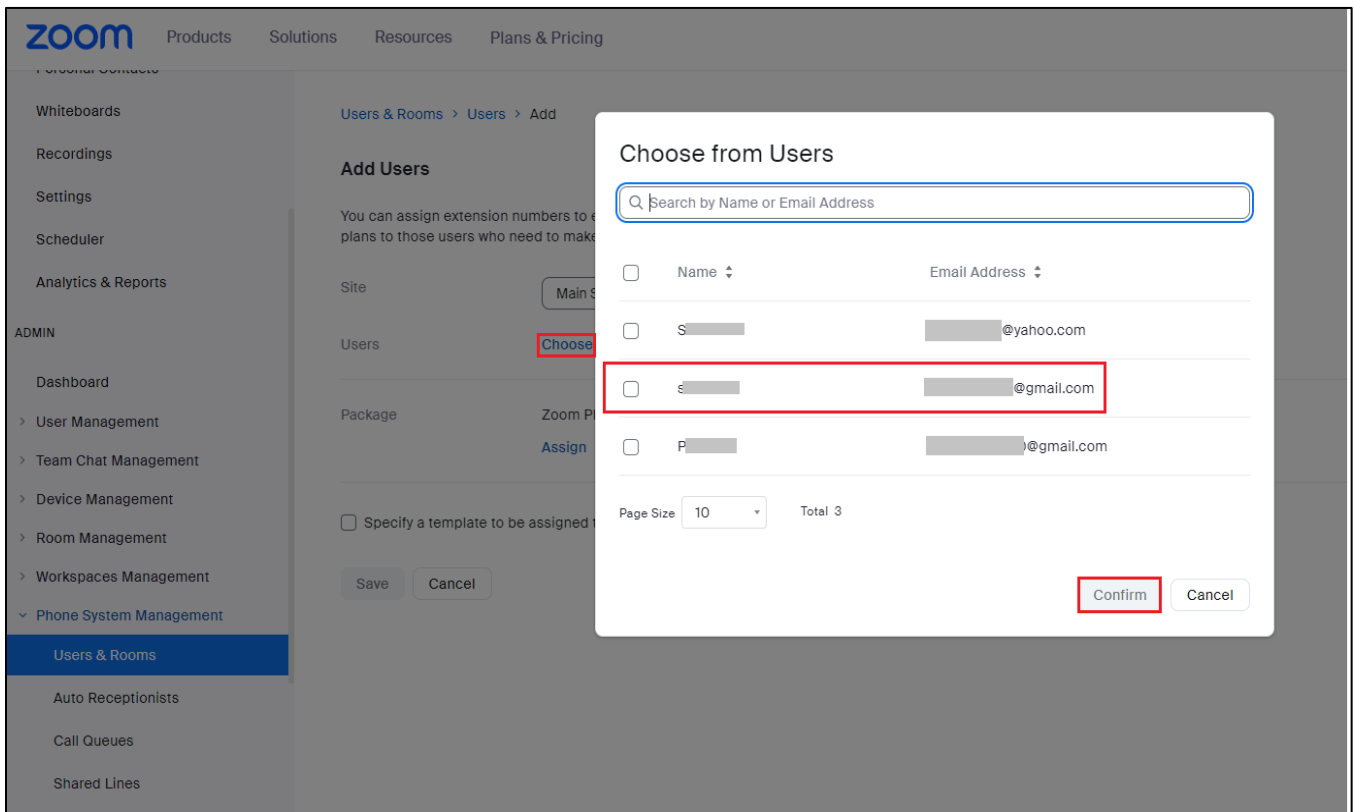 zoom Products Solutions Resources Plans & Pricing
Personal Contacts
Whiteboards
Recordings
Settings
Scheduler
Analytics & Reports
ADMIN
Dashboard
User Management
Team Chat Management
Device Management
Room Management
Workspaces Management
Phone System Management
Users & Rooms
Auto Receptionists
Call Queues
Shared Lines
Users & Rooms > Users > Add
Add Users
You can assign extension numbers to
plans to those users who need to make
Site Main
Users Choose
Package Zoom
Assign
Specify a template to be assigned
Save Cancel
Choose from Users
Search by Name or Email Address
Name Email Address
S @yahoo.com
s @gmail.com
P @gmail.com
Page Size 10 Total 3
Confirm Cancel